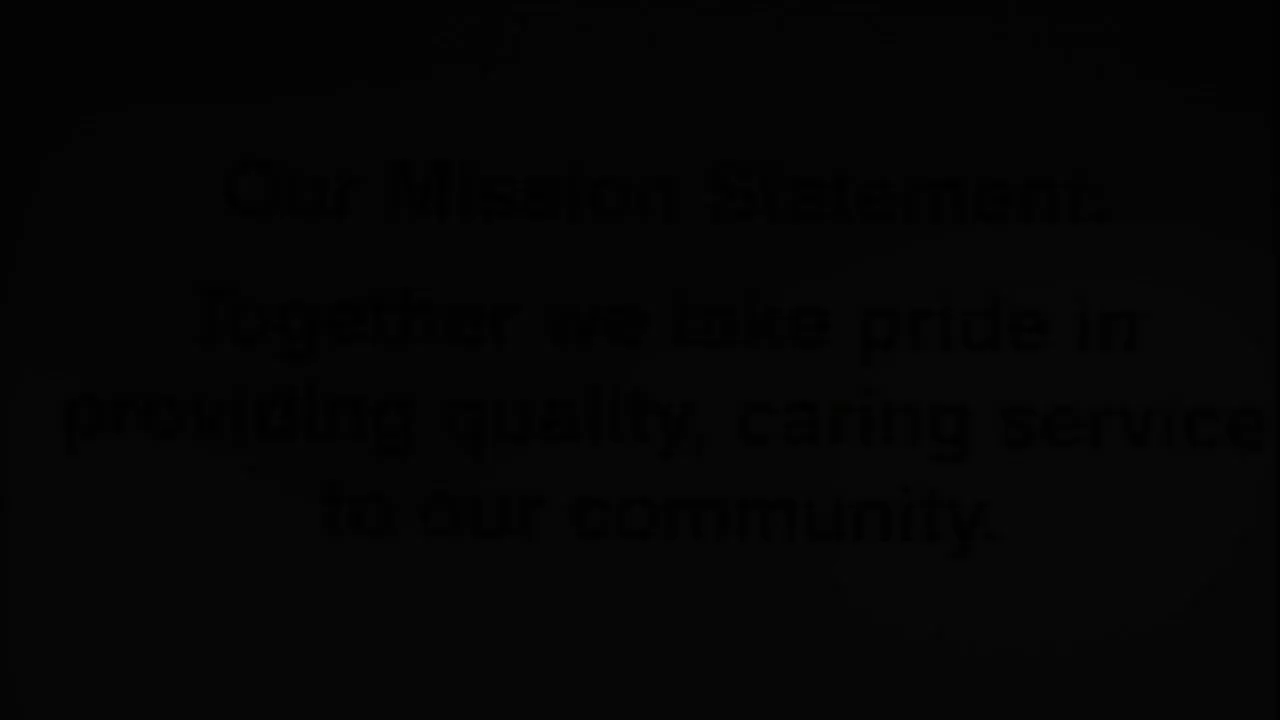 Our Mission Statement:
Together we take pride in
providing quality, caring service
to our community.